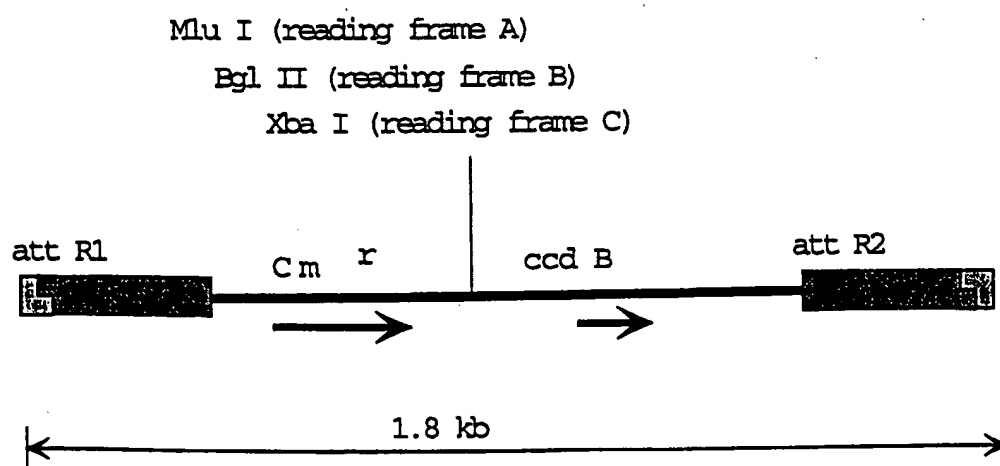 Mlu I (reading frame A)
Bgl II (reading frame B)
Xba I (reading frame C)
att R1
Cm r
ccd B
att R2
1.8 kb